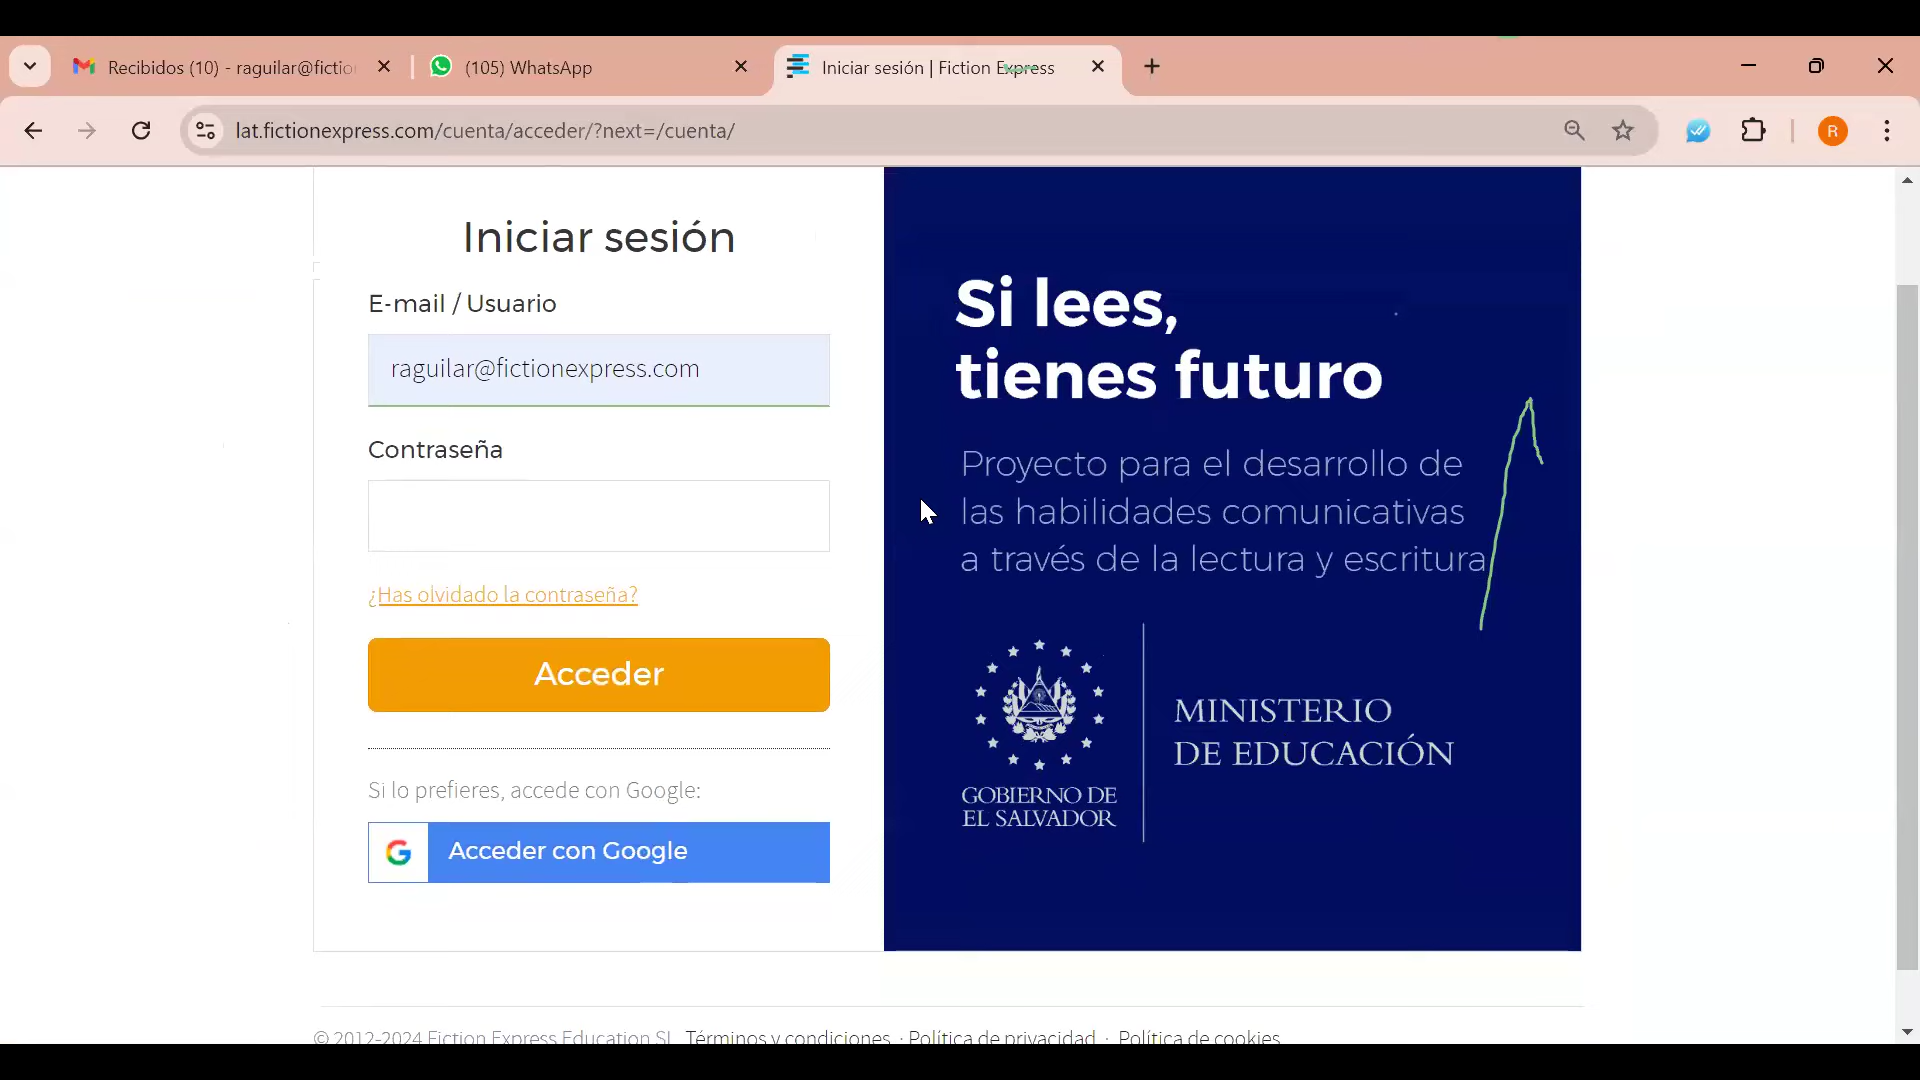 Recibidos (10) - raguilar@fictio
(105) WhatsApp
Iniciar sesión | Fiction Express
lat.fictionexpress.com/cuenta/acceder/?next=/cuenta/
R
Iniciar sesión
E-mail / Usuario
raguilar@fictionexpress.com
Contraseña
¿Has olvidado la contraseña?
Acceder
Si lo prefieres, accede con Google:
G Acceder con Google
Si lees,
tienes futuro
Proyecto para el desarrollo de
las habilidades comunicativas
a través de la lectura y escritura
GOBIERNO DE
EL SALVADOR
MINISTERIO
DE EDUCACIÓN
© 2012-2024 Fiction Express Education SL Términos y condiciones · Política de privacidad · Política de cookies